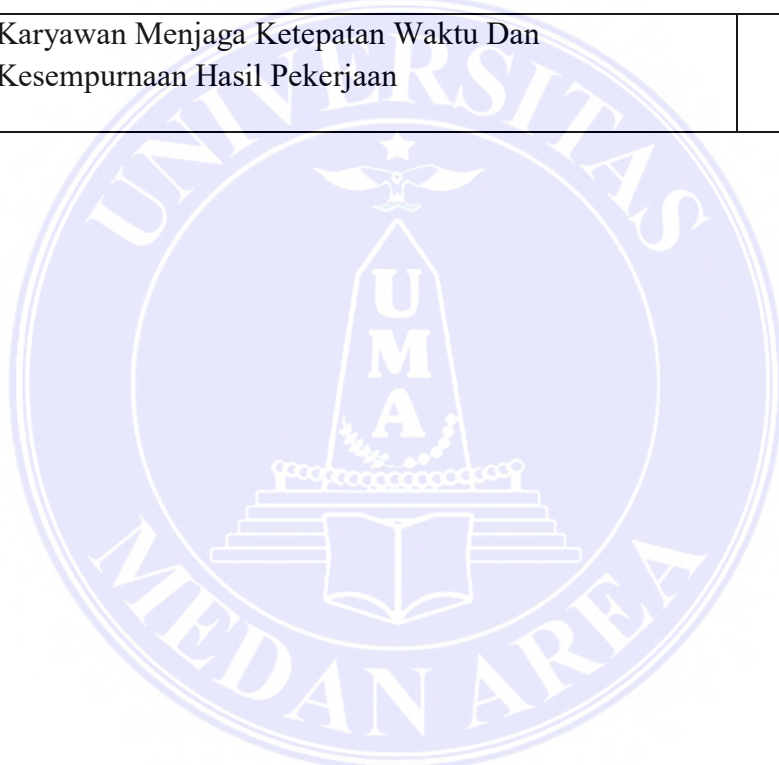 Karyawan Menjaga Ketepatan Waktu Dan
Kesempurnaan Hasil Pekerjaan
UNIVERSITAS
U
M
A
MEDAN AREA